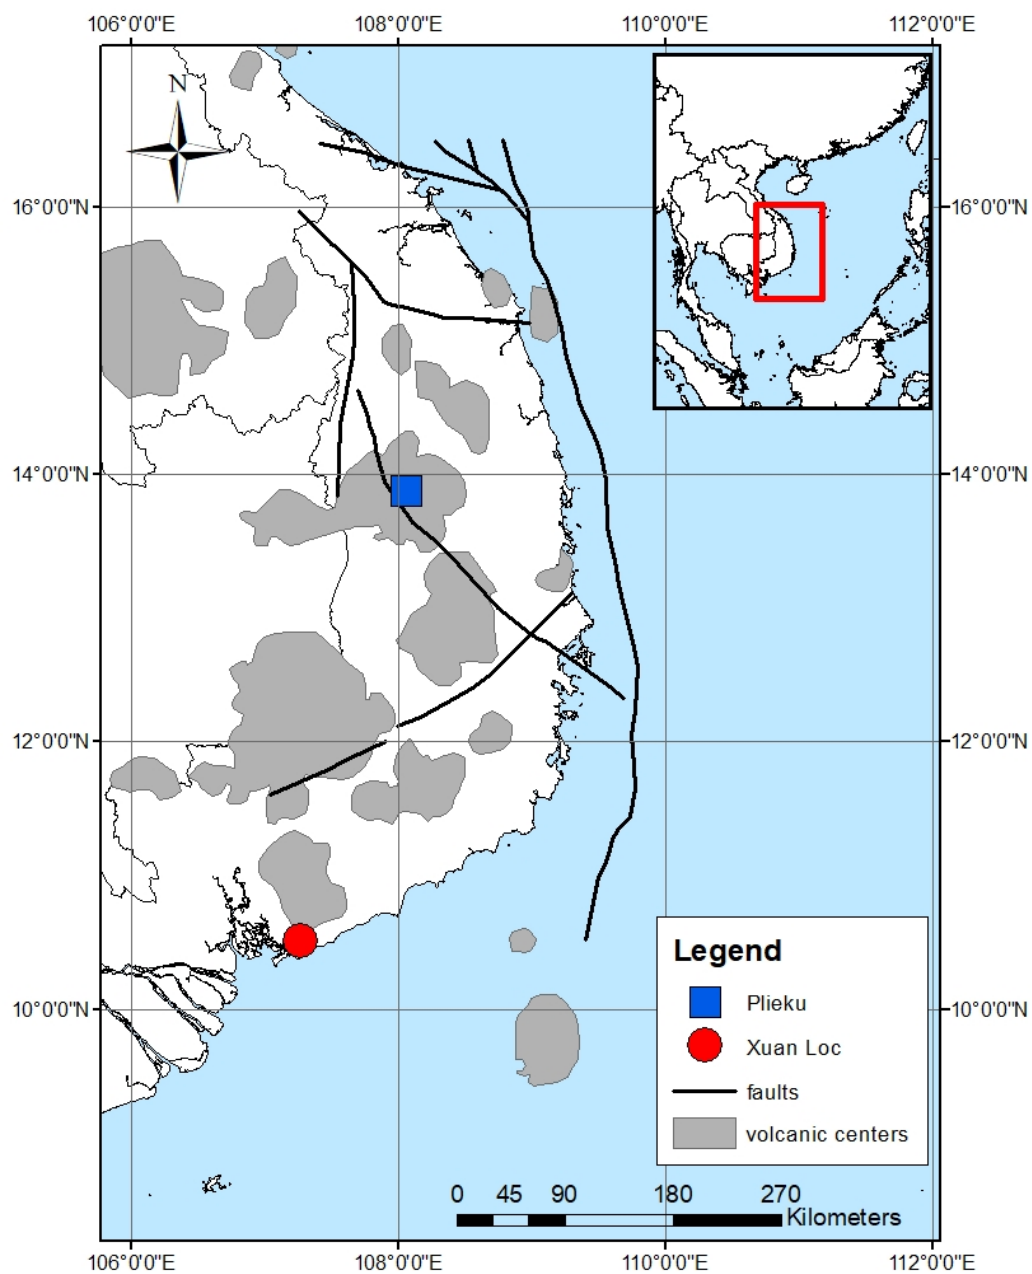 106°0'0"E 108°0'0"E 110°0'0"E 112°0'0"E
N
16°0'0"N 16°0'0"N
14°0'0"N 14°0'0"N
12°0'0"N 12°0'0"N
10°0'0"N 10°0'0"N
Legend
Plieku
Xuan Loc
faults
volcanic centers
0 45 90 180 270
Kilometers
106°0'0"E 108°0'0"E 110°0'0"E 112°0'0"E